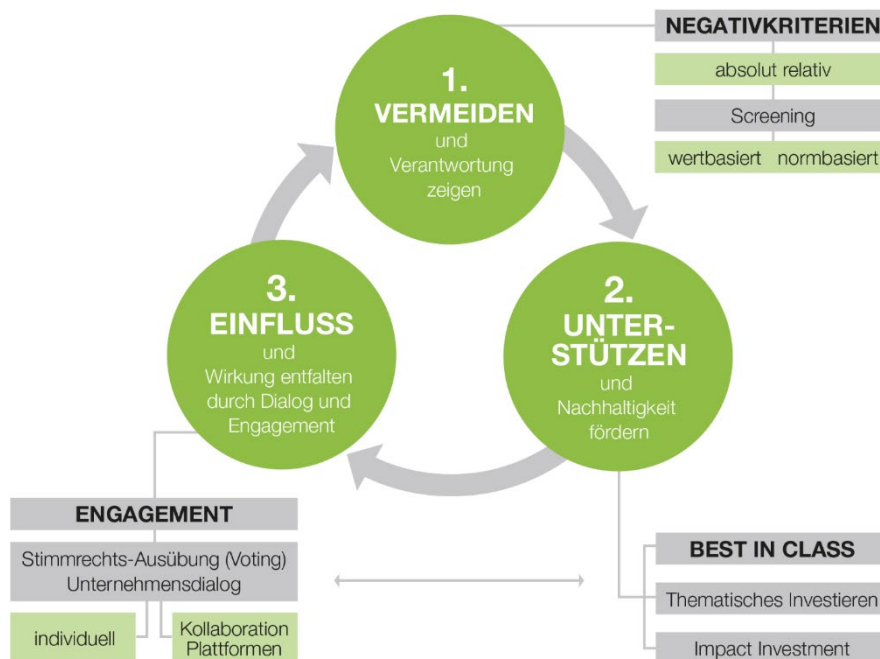 1.
VERMEIDEN
und
Verantwortung
zeigen
NEGATIVKRITERIEN
absolut relativ
Screening
wertbasiert normbasiert
2.
UNTER-
STÜTZEN
und
Nachhaltigkeit
fördern
BEST IN CLASS
Thematisches Investieren
Impact Investment
3.
EINFLUSS
und
Wirkung entfalten
durch Dialog und
Engagement
ENGAGEMENT
Stimmrechts-Ausübung (Voting)
Unternehmensdialog
individuell
Kollaboration
Plattformen